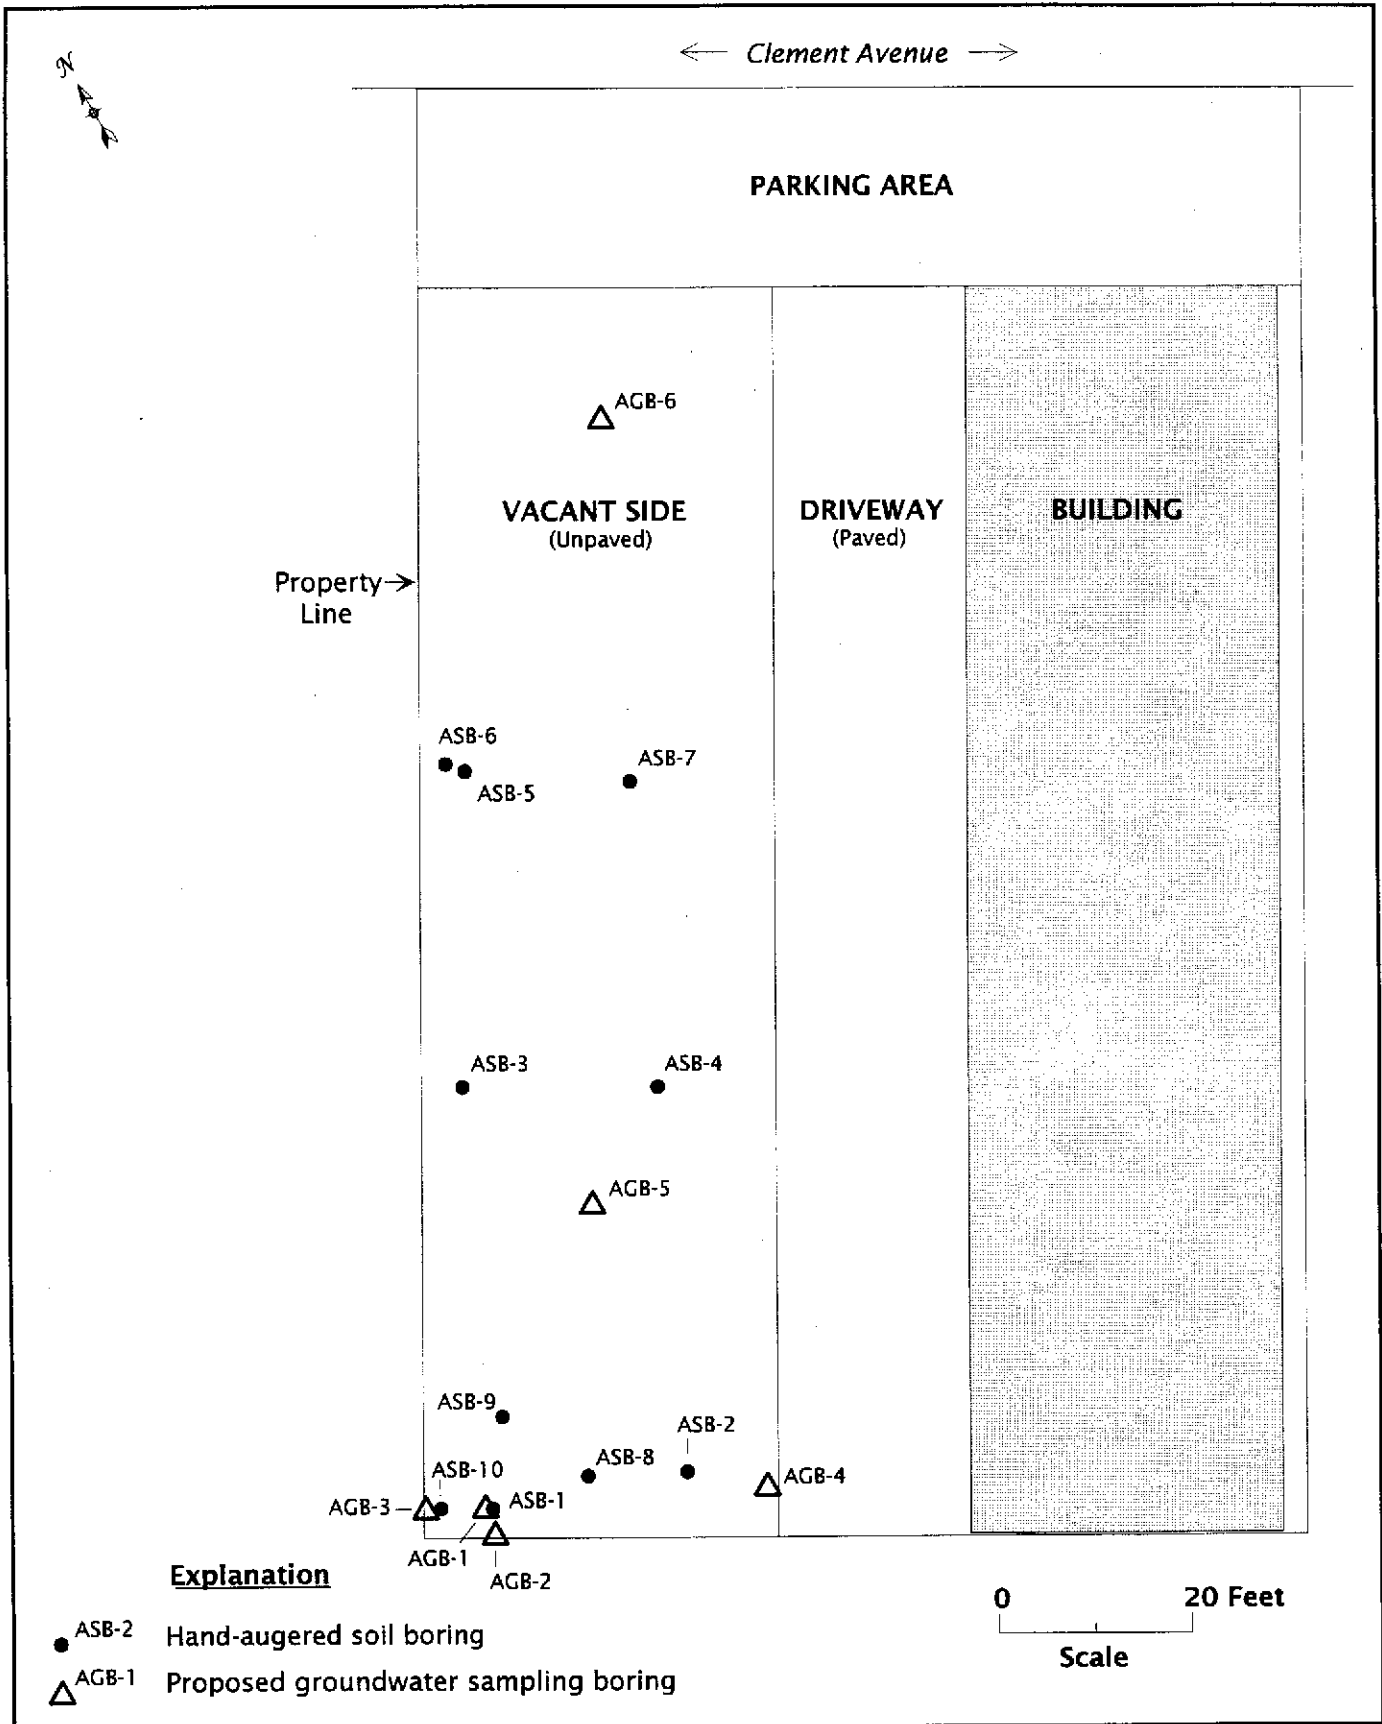 N
Clement Avenue
PARKING AREA
AGB-6
VACANT SIDE
(Unpaved)
DRIVEWAY
(Paved)
BUILDING
Property
Line
ASB-6
ASB-5
ASB-7
ASB-3
ASB-4
AGB-5
ASB-9
ASB-2
ASB-8
ASB-10
AGB-4
AGB-3
ASB-1
AGB-1
AGB-2
Explanation
ASB-2 Hand-augered soil boring
AGB-1 Proposed groundwater sampling boring
0 20 Feet
Scale